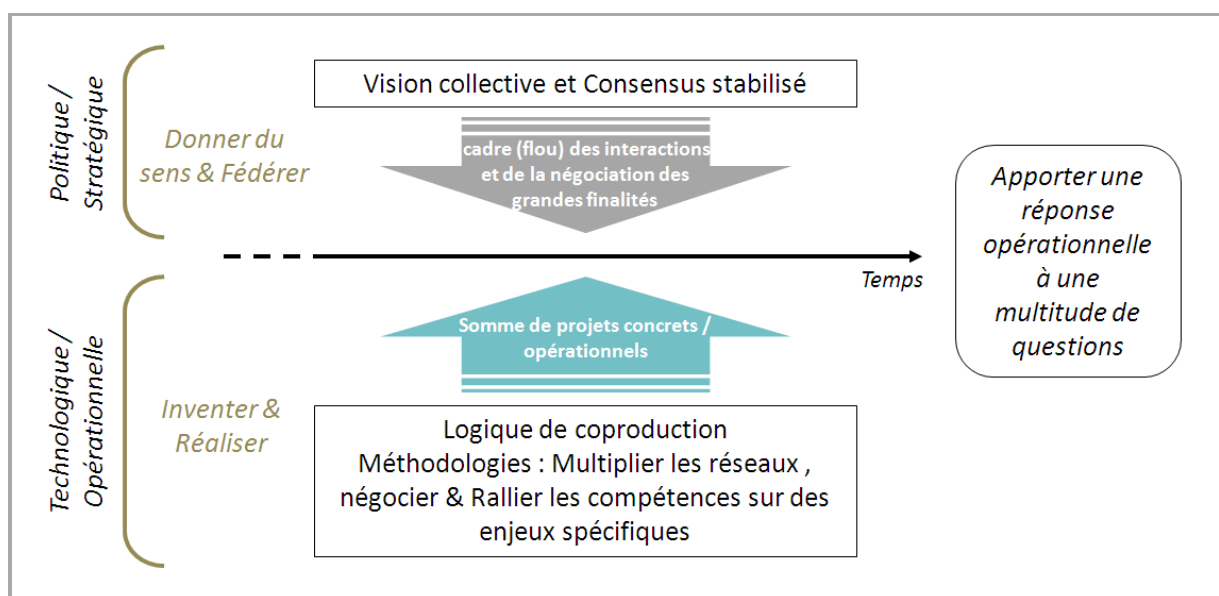 Politique /
Stratégique
Donner du
sens & Fédérer
Vision collective et Consensus stabilisé
cadre (flou) des interactions
et de la négociation des
grandes finalités
Temps
Apporter une
réponse
opérationnelle
à une
multitude de
questions
Technologique /
Opérationnelle
Inventer &
Réaliser
Somme de projets concrets /
opérationnels
Logique de coproduction
Méthodologies : Multiplier les réseaux ,
négocier & Rallier les compétences sur des
enjeux spécifiques